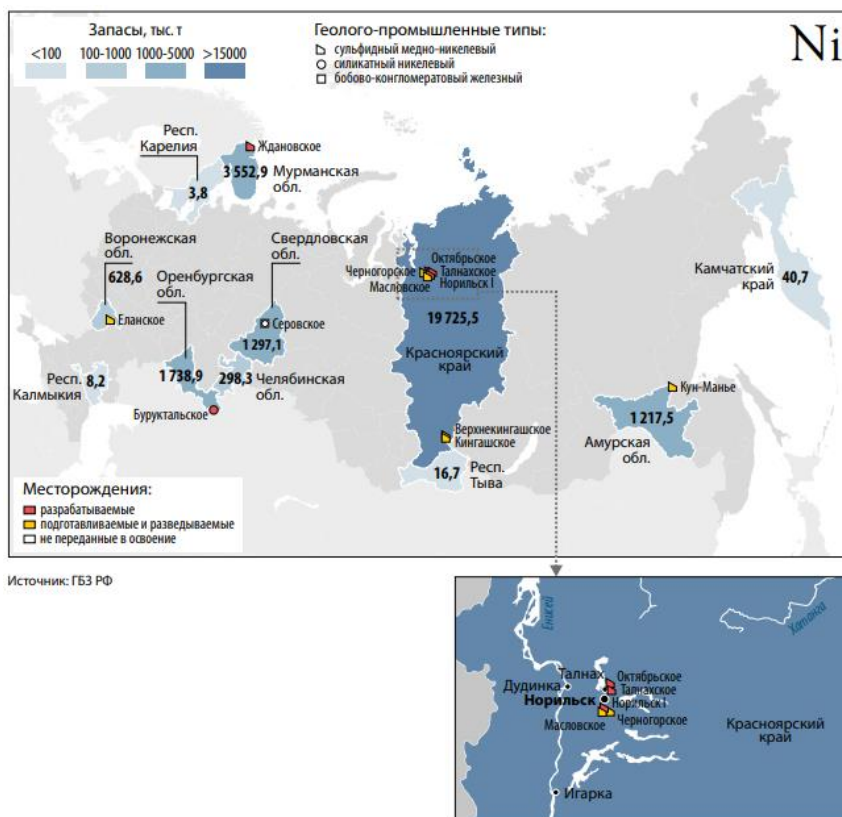 Запасы, тыс. т
<100
100-1000
1000-5000
>15000
Геолого-промышленные типы:
сульфидный медно-никелевый
силикатный никелевый
бобово-конгломератовый железный
Ni
Респ.
Карелия
3,8
Ждановское
3 552,9
Мурманская
обл.
Воронежская
обл.
628,6
Еланское
Оренбургская
обл.
1 738,9
Свердловская
обл.
Серовское
1 297,1
298,3
Челябинская
обл.
Респ.
Калмыкия
8,2
Буруктальское
Октябрьское
Черногорское
Талнахское
Масловское
Норильск I
19 725,5
Красноярский
край
Верхнекингашское
Кингашское
16,7
Респ.
Тыва
Камчатский
край
40,7
Кун-Манье
1 217,5
Амурская
обл.
Месторождения:
разрабатываемые
подготавливаемые и разведываемые
не переданные в освоение
Источник: ГБЗ РФ
Енисей
Хатанга
Талнах
Октябрьское
Дудинка
Талнахское
Норильск
Норильск I
Масловское
Черногорское
Красноярский
край
Игарка